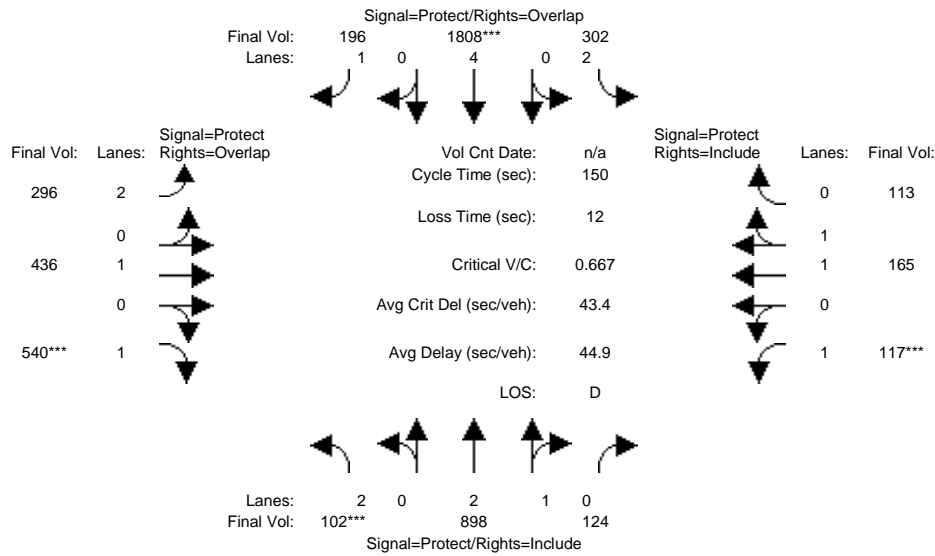 Signal=Protect/Rights=Overlap
Final Vol: 196 1808*** 302
Lanes: 1 0 4 0 2
Signal=Protect
Final Vol: Lanes: Rights=Overlap
Vol Cnt Date: n/a
Signal=Protect
Rights=Include Lanes: Final Vol:
Cycle Time (sec): 150
296 2
0 113
Loss Time (sec): 12
0
1
436 1
Critical V/C: 0.667
1 165
0
Avg Crit Del (sec/veh): 43.4
0
540*** 1
Avg Delay (sec/veh): 44.9
1 117***
LOS: D
Lanes: 2 0 2 1 0
Final Vol: 102*** 898 124
Signal=Protect/Rights=Include